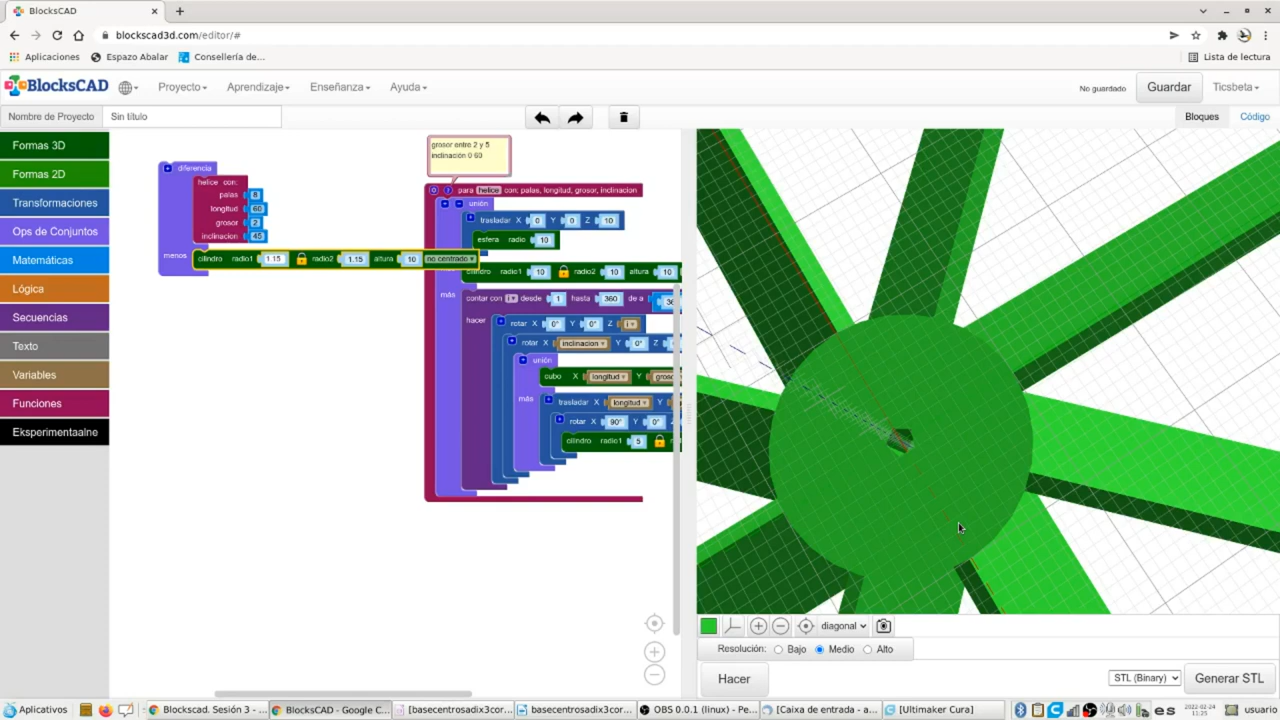 BlocksCAD
blockscad3d.com/editor/#
Aplicaciones
Espazo Abalar
Consellería de...
Lista de lectura
BlocksCAD
Proyecto
Aprendizaje
Enseñanza
Ayuda
No guardado
Guardar
Ticsbeta
Nombre de Proyecto
Sin título
Bloques
Código
Formas 3D
Formas 2D
Transformaciones
Ops de Conjuntos
Matemáticas
Lógica
Secuencias
Texto
Variables
Funciones
Eksperimentaalne
diferencia
helice con:
palas 8
longitud 60
grosor 2
inclinacion 45
menos cilindro radio1 1.15 radio2 1.15 altura 10 no centrado
grosor entre 2 y 5
inclinación 0 60
para helice con: palas, longitud, grosor, inclinacion
unión
trasladar X 0 Y 0 Z 10
esfera radio 10
cilindro radio1 10 radio2 10 altura 10
más contar con i desde 1 hasta 360 de a 36
hacer rotar X 0° Y 0° Z i
rotar X inclinacion Y 0° Z
unión
cubo X longitud Y
más trasladar X longitud Y
rotar X 90° Y 0°
cilindro radio1 5
diagonal
Resolución: Bajo Medio Alto
Hacer
STL (Binary)
Generar STL
Aplicativos
Blockscad. Sesión 3 - ...
BlocksCAD - Google C...
[basecentrosadix3cor...
basecentrosadix3cor...
OBS 0.0.1 (linux) - Pe...
[Caixa de entrada - a...
[Ultimaker Cura]
es
2022-02-24
11:25
usuario